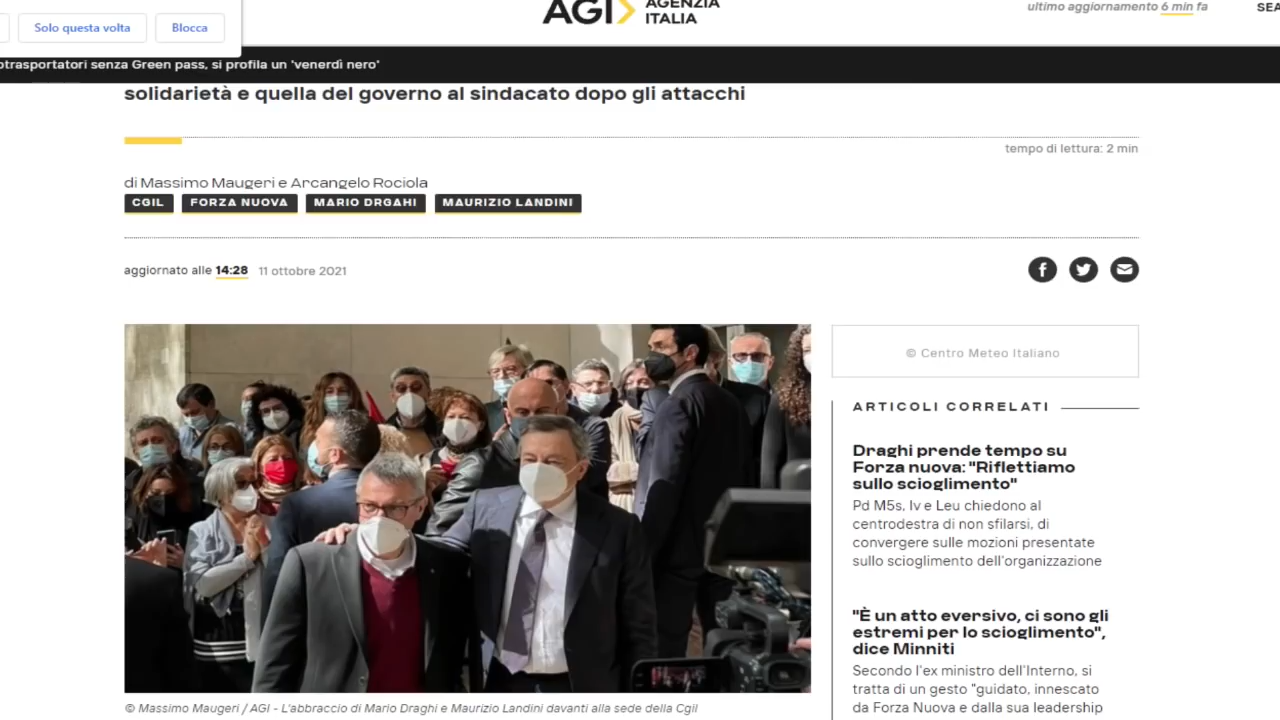 Solo questa volta
Blocca
AGI AGENZIA
ITALIA
ultimo aggiornamento 6 min fa
otrasportatori senza Green pass, si profila un 'venerdì nero'
solidarietà e quella del governo al sindacato dopo gli attacchi
tempo di lettura: 2 min
di Massimo Maugeri e Arcangelo Rociola
CGIL FORZA NUOVA MARIO DRGAHI MAURIZIO LANDINI
aggiornato alle 14:28 11 ottobre 2021
© Massimo Maugeri / AGI - L'abbraccio di Mario Draghi e Maurizio Landini davanti alla sede della Cgil
© Centro Meteo Italiano
ARTICOLI CORRELATI
Draghi prende tempo su
Forza nuova: "Riflettiamo
sullo scioglimento"
Pd M5s, Iv e Leu chiedono al
centrodestra di non sfilarsi, di
convergere sulle mozioni presentate
sullo scioglimento dell'organizzazione
"È un atto eversivo, ci sono gli
estremi per lo scioglimento",
dice Minniti
Secondo l'ex ministro dell'Interno, si
tratta di un gesto "guidato, innescato
da Forza Nuova e dalla sua leadership